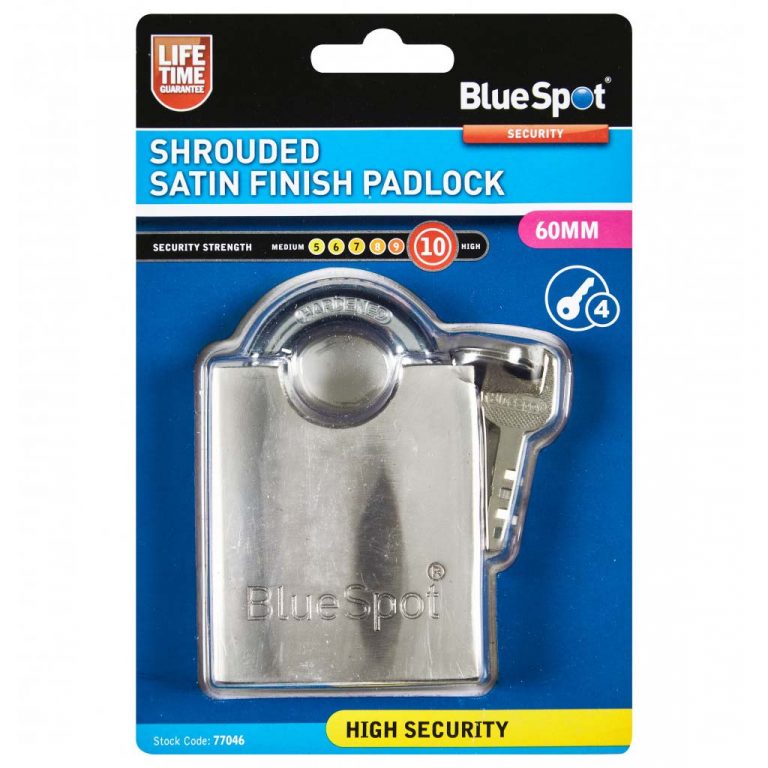 LIFE
TIME
GUARANTEE
BlueSpot®
SECURITY
SHROUDED
SATIN FINISH PADLOCK
60MM
SECURITY STRENGTH MEDIUM 5 6 7 8 9 10 HIGH
4
HARDENED
BlueSpot
BlueSpot®
HIGH SECURITY
Stock Code: 77046